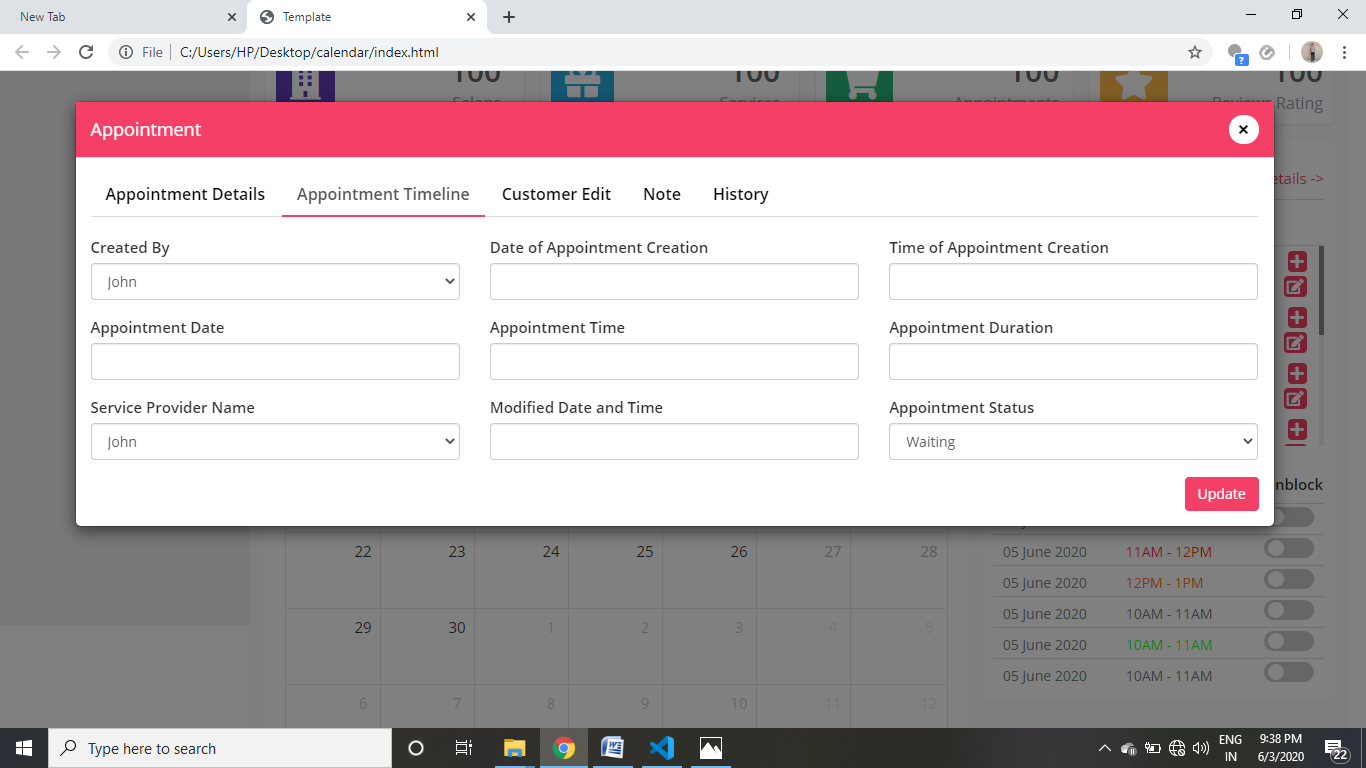 New Tab
Template
File
C:/Users/HP/Desktop/calendar/index.html
100 100 100 100
Salons Services Appointments Reviews Rating
Appointment
Appointment Details Appointment Timeline Customer Edit Note History
etails ->
Created By Date of Appointment Creation Time of Appointment Creation
John
Appointment Date Appointment Time Appointment Duration
Service Provider Name Modified Date and Time Appointment Status
John Waiting
Update
nblock
22 23 24 25 26 27 28
29 30 1 2 3 4 5
6 7 8 9 10 11 12
05 June 2020 11AM - 12PM
05 June 2020 12PM - 1PM
05 June 2020 10AM - 11AM
05 June 2020 10AM - 11AM
05 June 2020 10AM - 11AM
Type here to search
ENG
IN
9:38 PM
6/3/2020
22